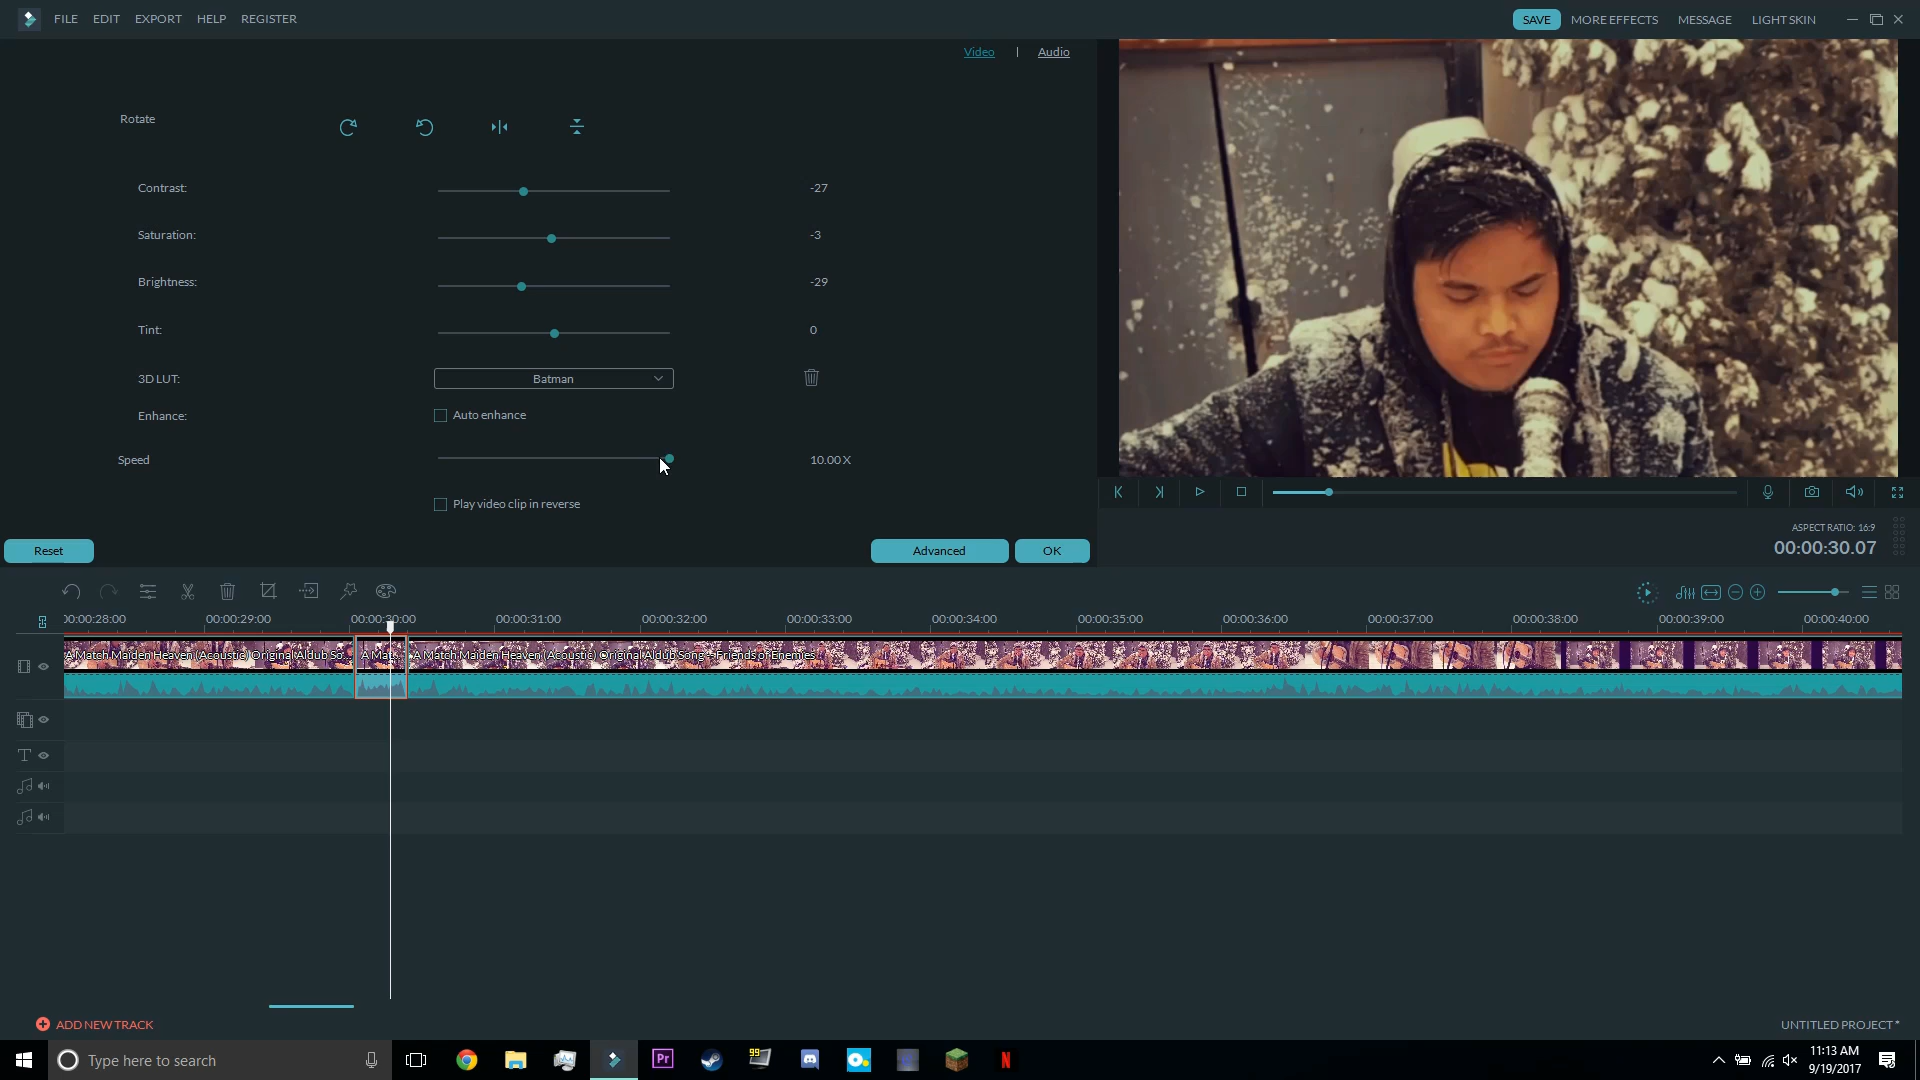 FILE EDIT EXPORT HELP REGISTER
SAVE MORE EFFECTS MESSAGE LIGHT SKIN
Video | Audio
Rotate
Contrast: -27
Saturation: -3
Brightness: -29
Tint: 0
3D LUT: Batman
Enhance: Auto enhance
Speed 10.00 X
Play video clip in reverse
Reset Advanced OK
ASPECT RATIO: 16:9
00:00:30.07
00:00:28:00 00:00:29:00 00:00:30:00 00:00:31:00 00:00:32:00 00:00:33:00 00:00:34:00 00:00:35:00 00:00:36:00 00:00:37:00 00:00:38:00 00:00:39:00 00:00:40:00
A Match Maiden Heaven (Acoustic) Original Aldub So... A Mat... A Match Maiden Heaven (Acoustic) Original Aldub Song - Friends or Enemies
T
ADD NEW TRACK
UNTITLED PROJECT *
Type here to search
Pr
99
N
11:13 AM
9/19/2017